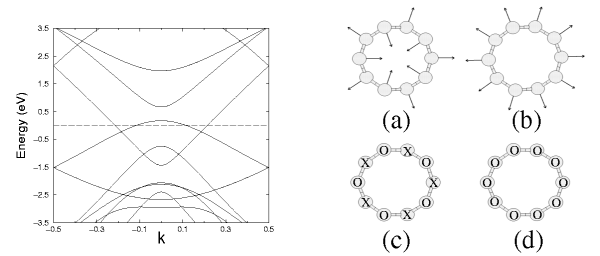 3.5
2.5
1.5
0.5
−0.5
−1.5
−2.5
−3.5
Energy (eV)
−0.5 −0.3 −0.1 0.1 0.3 0.5
k
(a) (b)
O X
X O
O X
X O
O X
(c)
O O
O O
O O
O O
O O
(d)